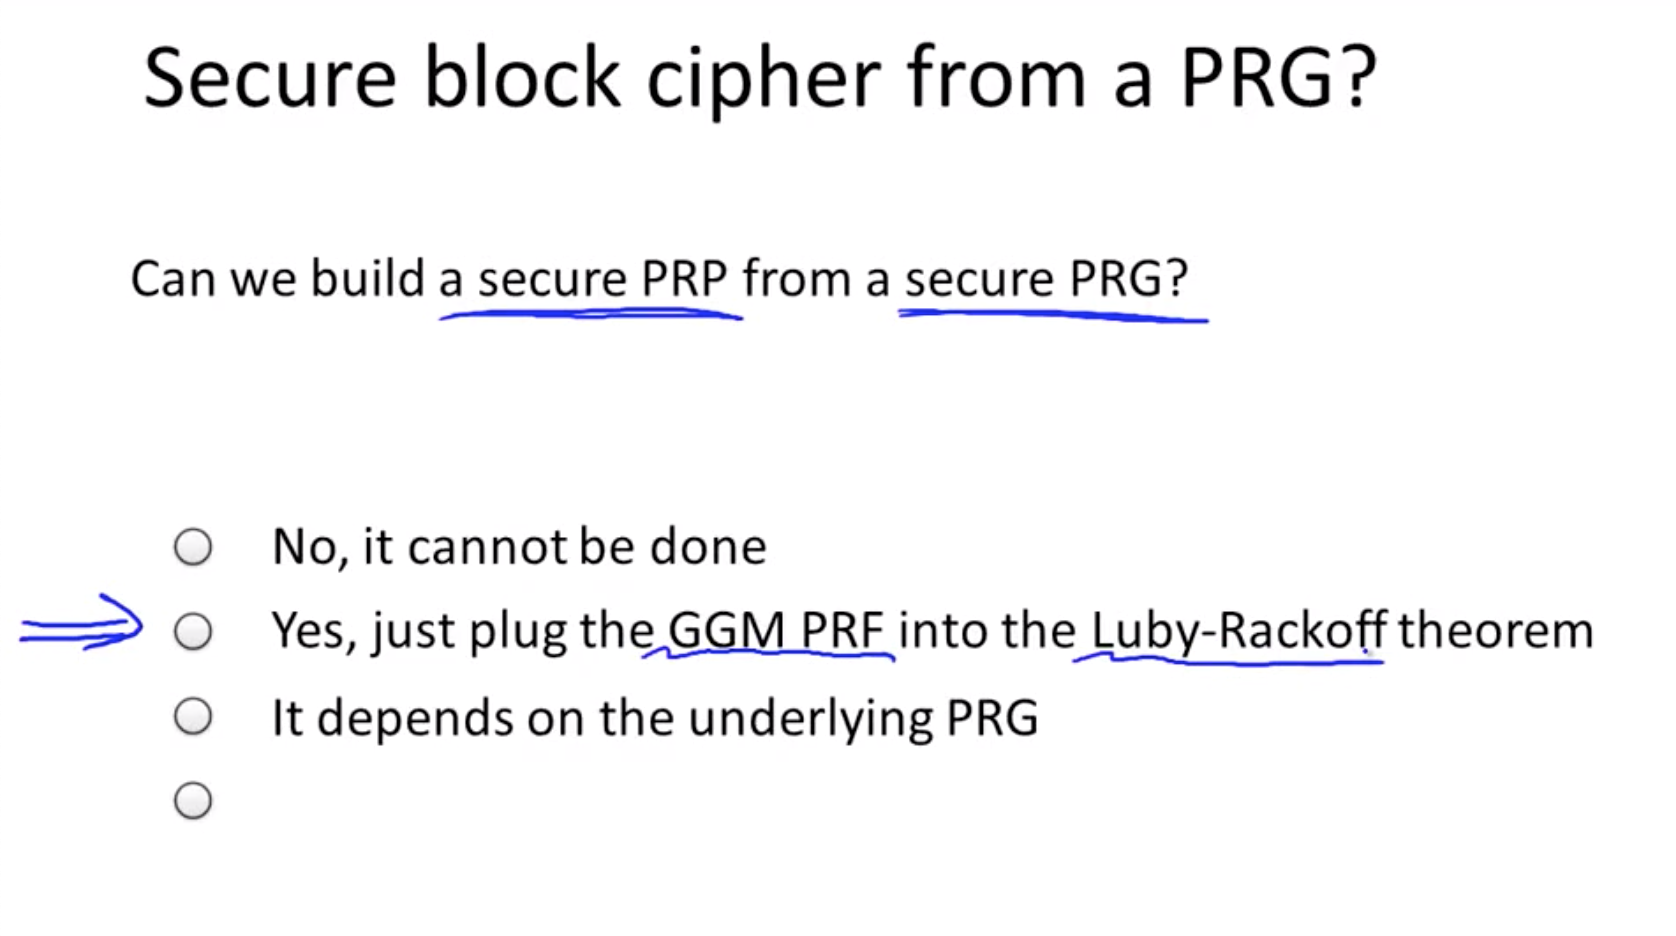 Secure block cipher from a PRG?
Can we build a secure PRP from a secure PRG?
No, it cannot be done
Yes, just plug the GGM PRF into the Luby-Rackoff theorem
It depends on the underlying PRG